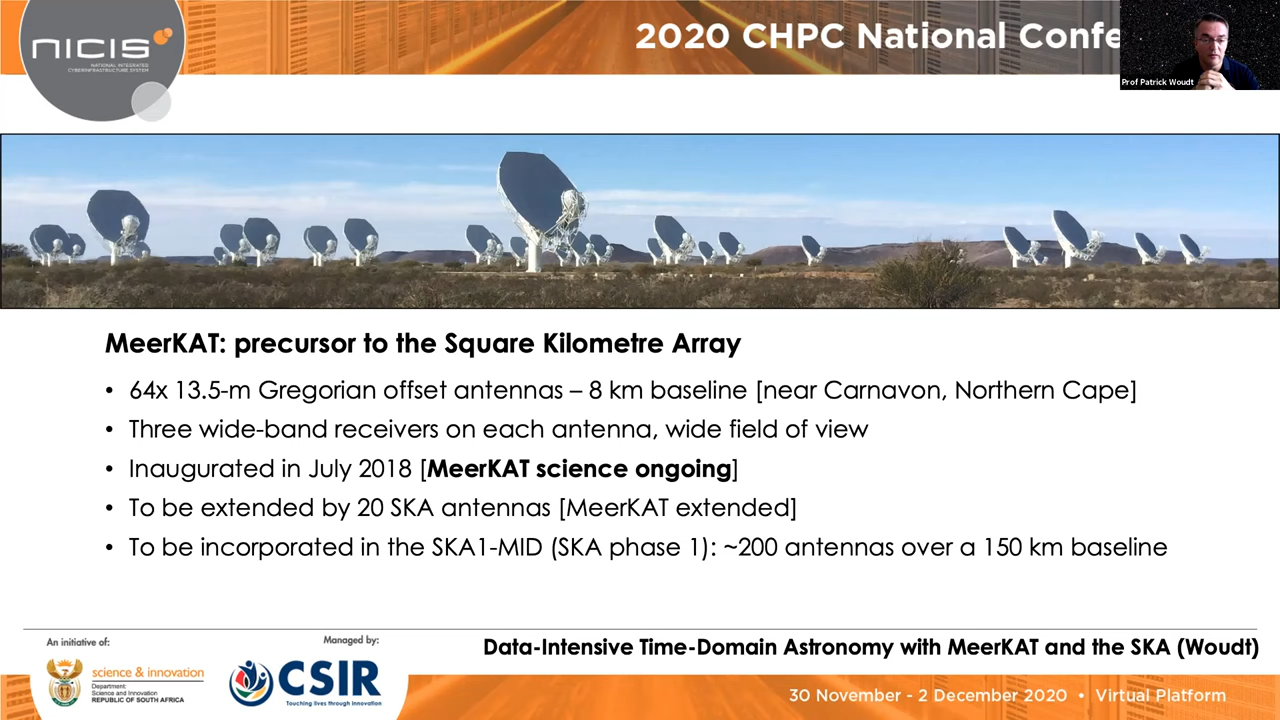 NICIS
NATIONAL INTEGRATED
CYBERINFRASTRUCTURE SYSTEM
2020 CHPC National Confe
Prof Patrick Woudt
MeerKAT: precursor to the Square Kilometre Array
• 64x 13.5-m Gregorian offset antennas – 8 km baseline [near Carnavon, Northern Cape]
• Three wide-band receivers on each antenna, wide field of view
• Inaugurated in July 2018 [MeerKAT science ongoing]
• To be extended by 20 SKA antennas [MeerKAT extended]
• To be incorporated in the SKA1-MID (SKA phase 1): ~200 antennas over a 150 km baseline
An initiative of:
science & innovation
Department:
Science and Innovation
REPUBLIC OF SOUTH AFRICA
Managed by:
CSIR
Touching lives through innovation
Data-Intensive Time-Domain Astronomy with MeerKAT and the SKA (Woudt)
30 November - 2 December 2020 • Virtual Platform